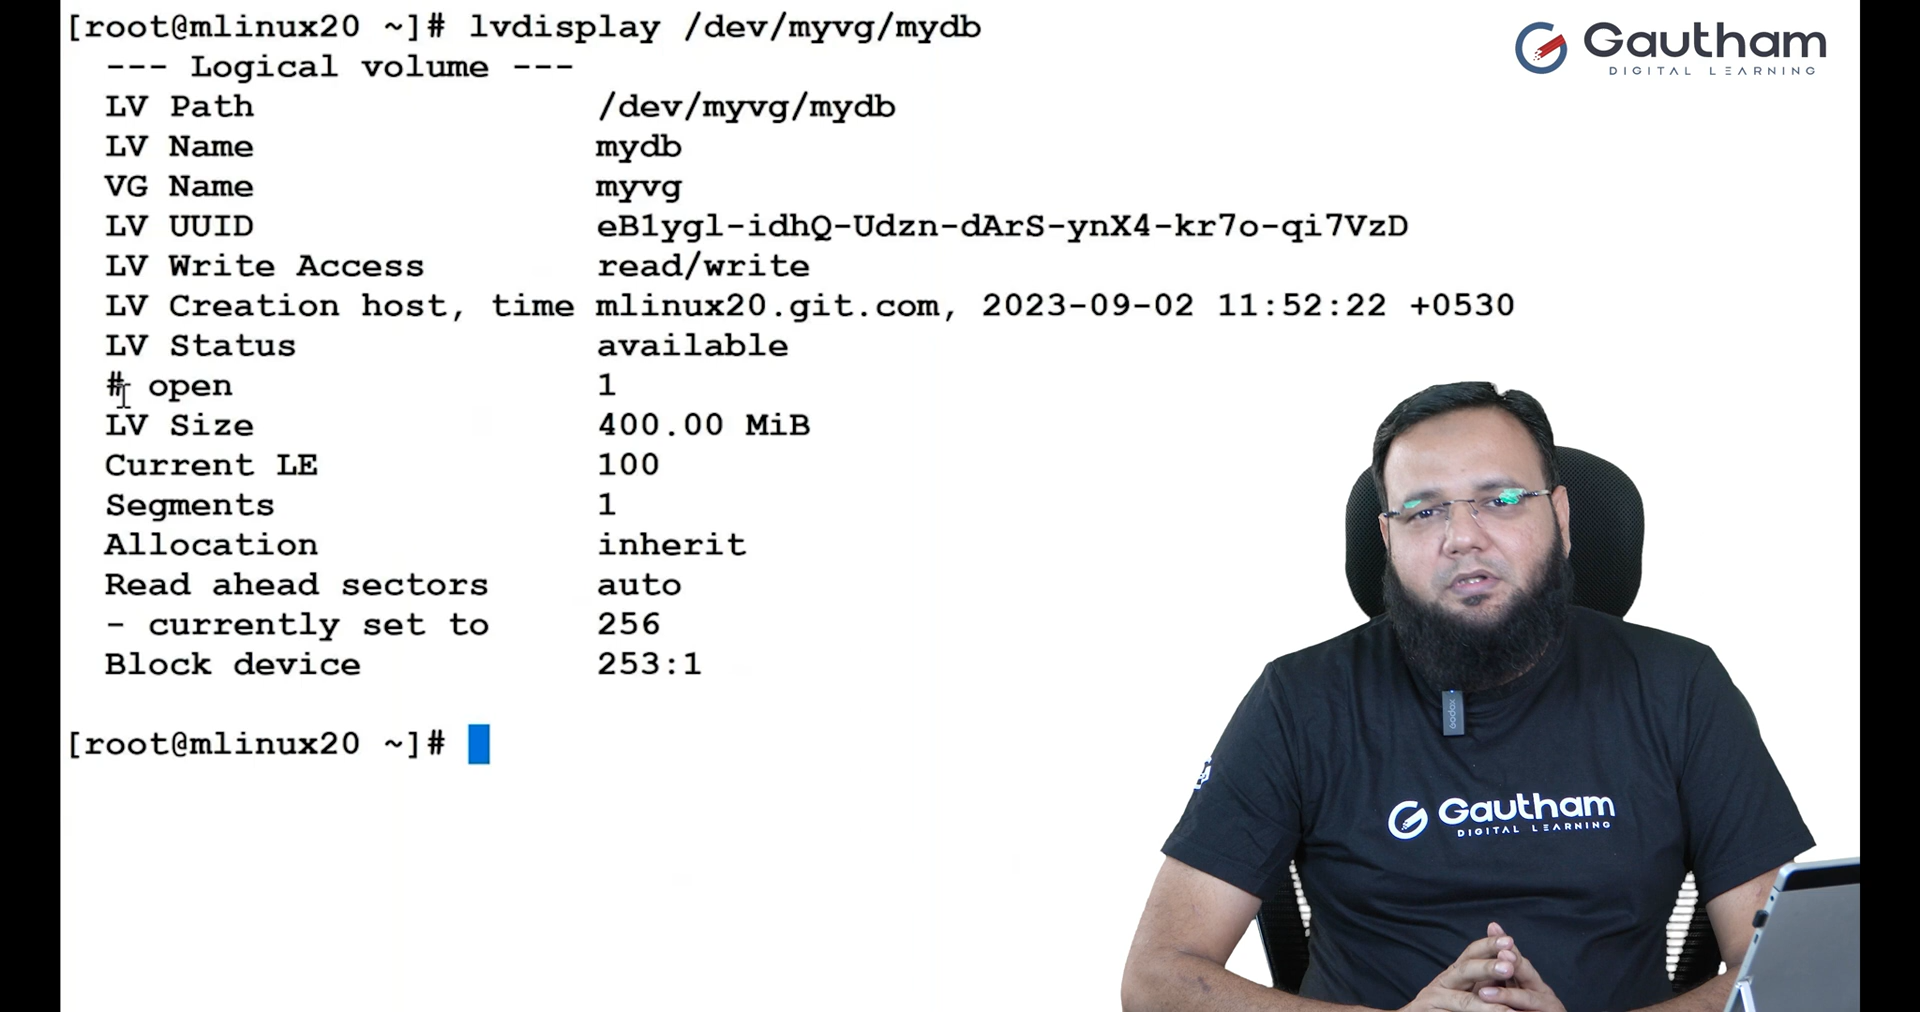 [root@mlinux20 ~]# lvdisplay /dev/myvg/mydb
--- Logical volume ---
LV Path /dev/myvg/mydb
LV Name mydb
VG Name myvg
LV UUID eB1ygl-idhQ-Udzn-dArS-ynX4-kr7o-qi7VzD
LV Write Access read/write
LV Creation host, time mlinux20.git.com, 2023-09-02 11:52:22 +0530
LV Status available
# open 1
LV Size 400.00 MiB
Current LE 100
Segments 1
Allocation inherit
Read ahead sectors auto
- currently set to 256
Block device 253:1
[root@mlinux20 ~]#
Gautham
DIGITAL LEARNING
Godox
Gautham
DIGITAL LEARNING